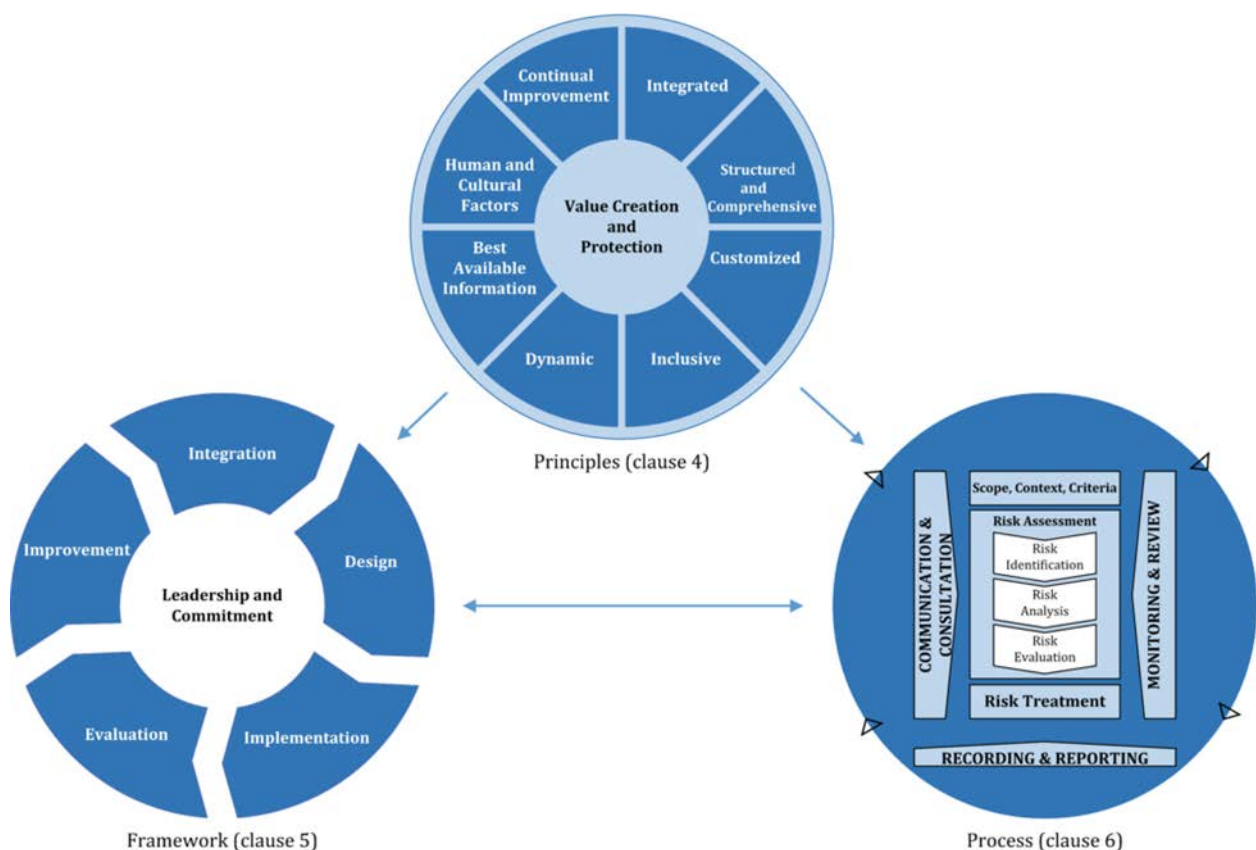 Continual
Improvement
Integrated
Structured
and
Comprehensive
Customized
Inclusive
Dynamic
Best
Available
Information
Human and
Cultural
Factors
Value Creation
and
Protection
Principles (clause 4)
Integration
Design
Implementation
Evaluation
Improvement
Leadership and
Commitment
Framework (clause 5)
Scope, Context, Criteria
Risk Assessment
Risk
Identification
Risk
Analysis
Risk
Evaluation
Risk Treatment
COMMUNICATION &
CONSULTATION
MONITORING & REVIEW
RECORDING & REPORTING
Process (clause 6)